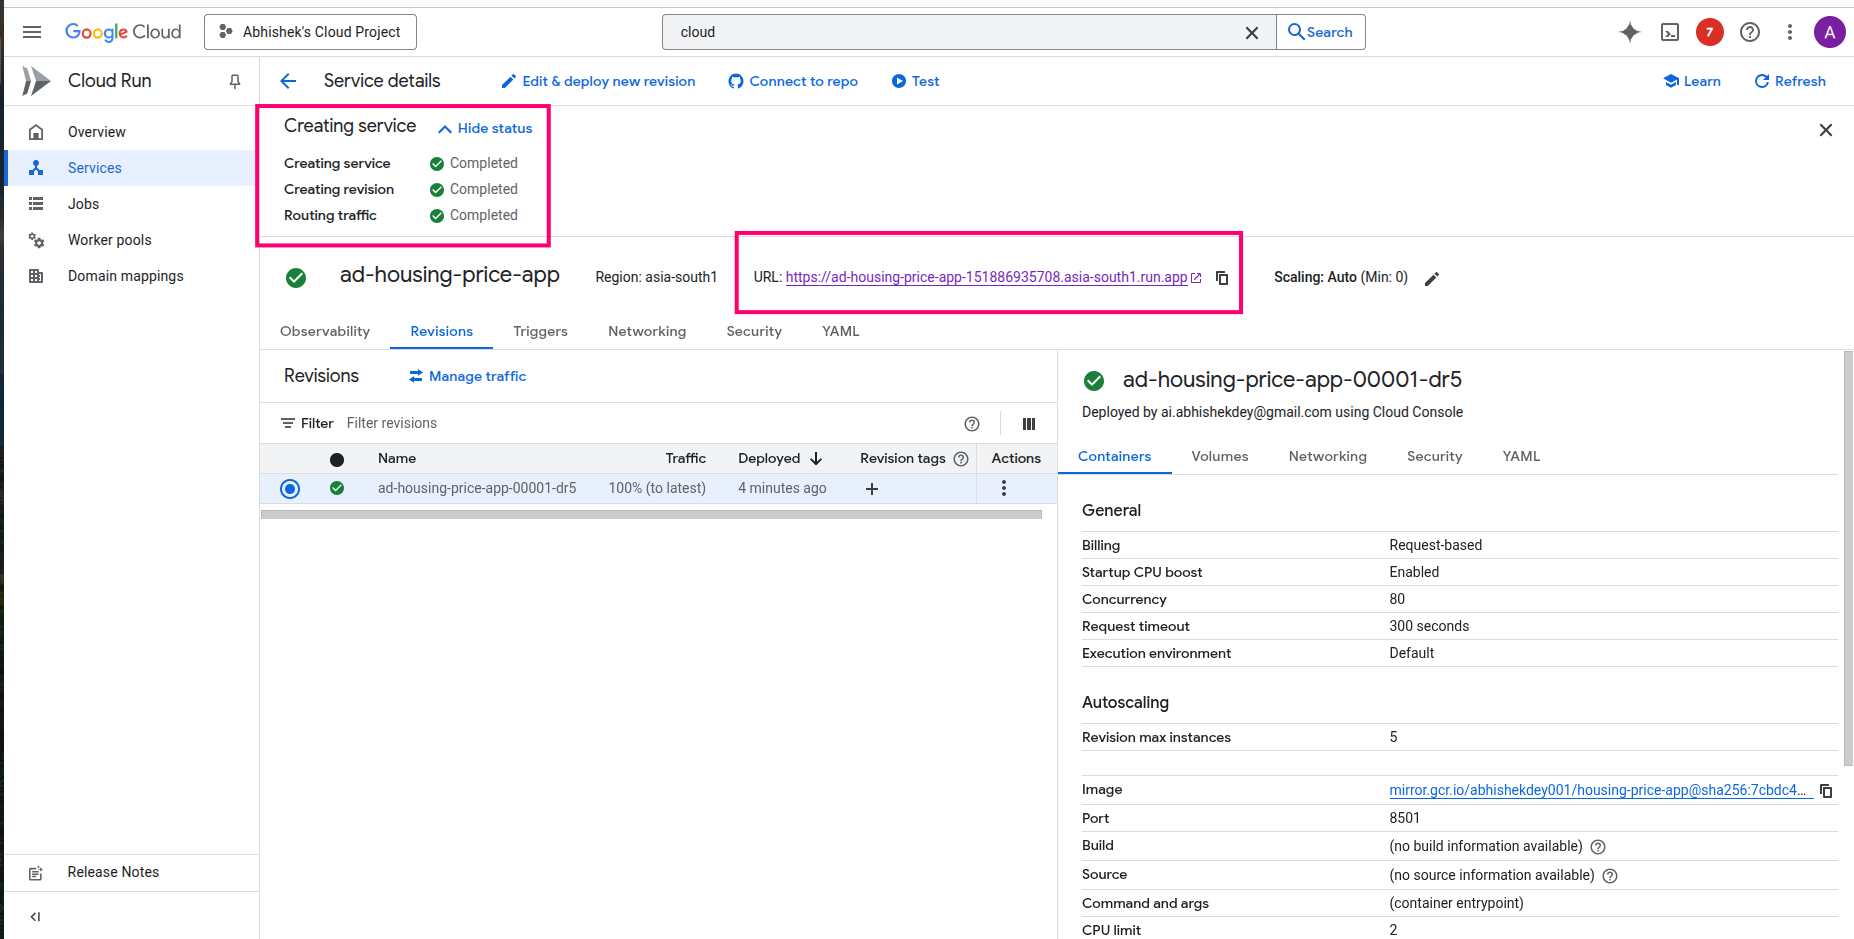 Google Cloud
Abhishek's Cloud Project
cloud
Search
7
A
Cloud Run
Service details
Edit & deploy new revision
Connect to repo
Test
Learn
Refresh
Overview
Services
Jobs
Worker pools
Domain mappings
Release Notes
Creating service
Hide status
Creating service Completed
Creating revision Completed
Routing traffic Completed
ad-housing-price-app
Region: asia-south1
URL: https://ad-housing-price-app-151886935708.asia-south1.run.app
Scaling: Auto (Min: 0)
Observability
Revisions
Triggers
Networking
Security
YAML
Revisions
Manage traffic
Filter Filter revisions
Name Traffic Deployed Revision tags Actions
ad-housing-price-app-00001-dr5 100% (to latest) 4 minutes ago
ad-housing-price-app-00001-dr5
Deployed by ai.abhishekdey@gmail.com using Cloud Console
Containers
Volumes
Networking
Security
YAML
General
Billing Request-based
Startup CPU boost Enabled
Concurrency 80
Request timeout 300 seconds
Execution environment Default
Autoscaling
Revision max instances 5
Image mirror.gcr.io/abhishekdey001/housing-price-app@sha256:7cbdc4...
Port 8501
Build (no build information available)
Source (no source information available)
Command and args (container entrypoint)
CPU limit 2